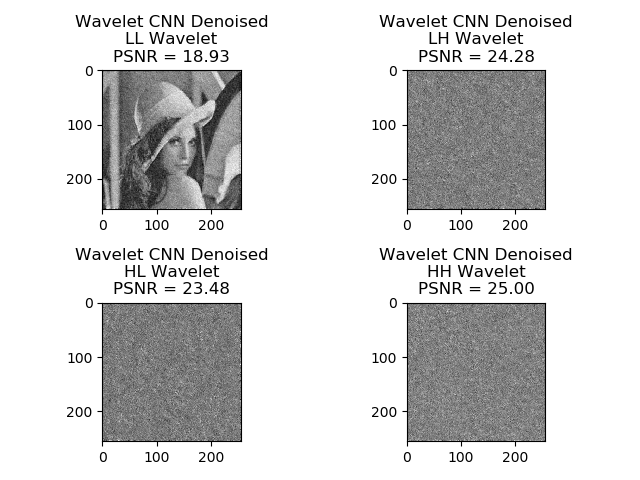 Wavelet CNN Denoised
LL Wavelet
PSNR = 18.93
0
100
200
0 100 200
Wavelet CNN Denoised
LH Wavelet
PSNR = 24.28
0
100
200
0 100 200
Wavelet CNN Denoised
HL Wavelet
PSNR = 23.48
0
100
200
0 100 200
Wavelet CNN Denoised
HH Wavelet
PSNR = 25.00
0
100
200
0 100 200